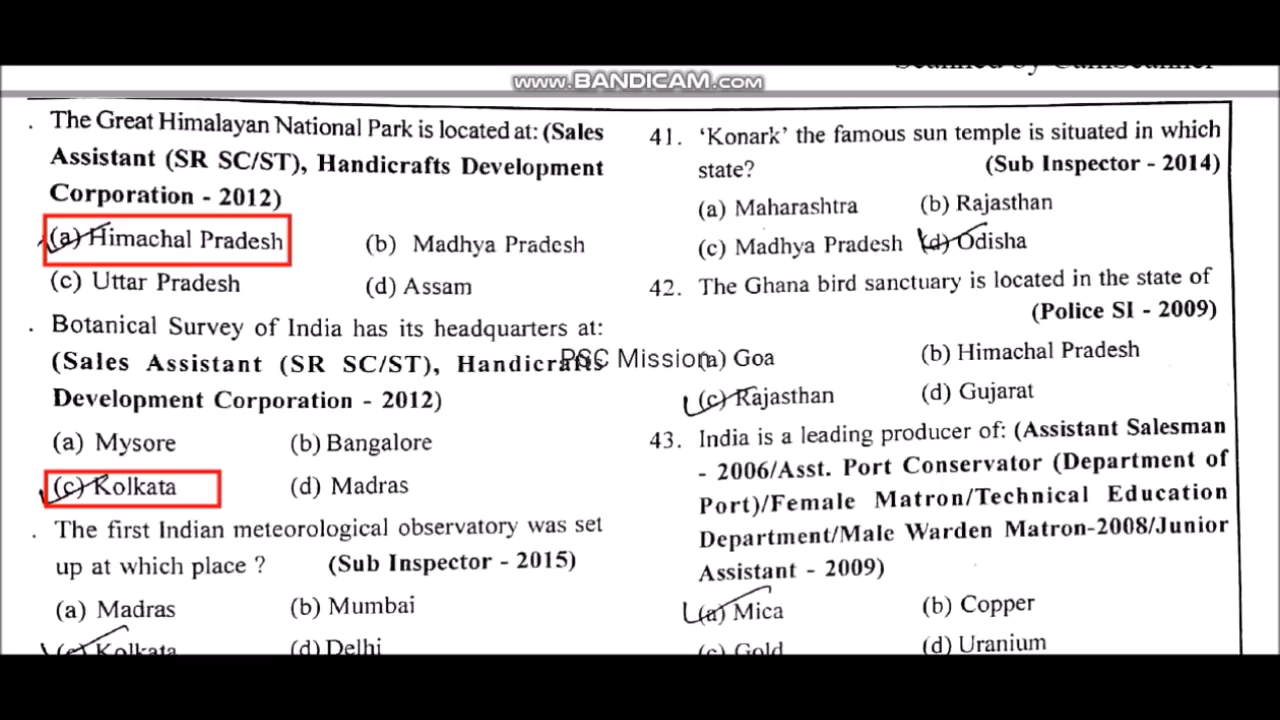 Scanned by CamScanner
www.BANDICAM.com
. The Great Himalayan National Park is located at: (Sales
Assistant (SR SC/ST), Handicrafts Development
Corporation - 2012)
(a) Himachal Pradesh (b) Madhya Pradesh
(c) Uttar Pradesh (d) Assam
. Botanical Survey of India has its headquarters at:
(Sales Assistant (SR SC/ST), Handicrafts
Development Corporation - 2012)
(a) Mysore (b) Bangalore
(c) Kolkata (d) Madras
. The first Indian meteorological observatory was set
up at which place ? (Sub Inspector - 2015)
(a) Madras (b) Mumbai
(c) Kolkata (d) Delhi
PSC Mission
41. ‘Konark’ the famous sun temple is situated in which
state? (Sub Inspector - 2014)
(a) Maharashtra (b) Rajasthan
(c) Madhya Pradesh (d) Odisha
42. The Ghana bird sanctuary is located in the state of
(Police SI - 2009)
(a) Goa (b) Himachal Pradesh
(c) Rajasthan (d) Gujarat
43. India is a leading producer of: (Assistant Salesman
- 2006/Asst. Port Conservator (Department of
Port)/Female Matron/Technical Education
Department/Male Warden Matron-2008/Junior
Assistant - 2009)
(a) Mica (b) Copper
(c) Gold (d) Uranium